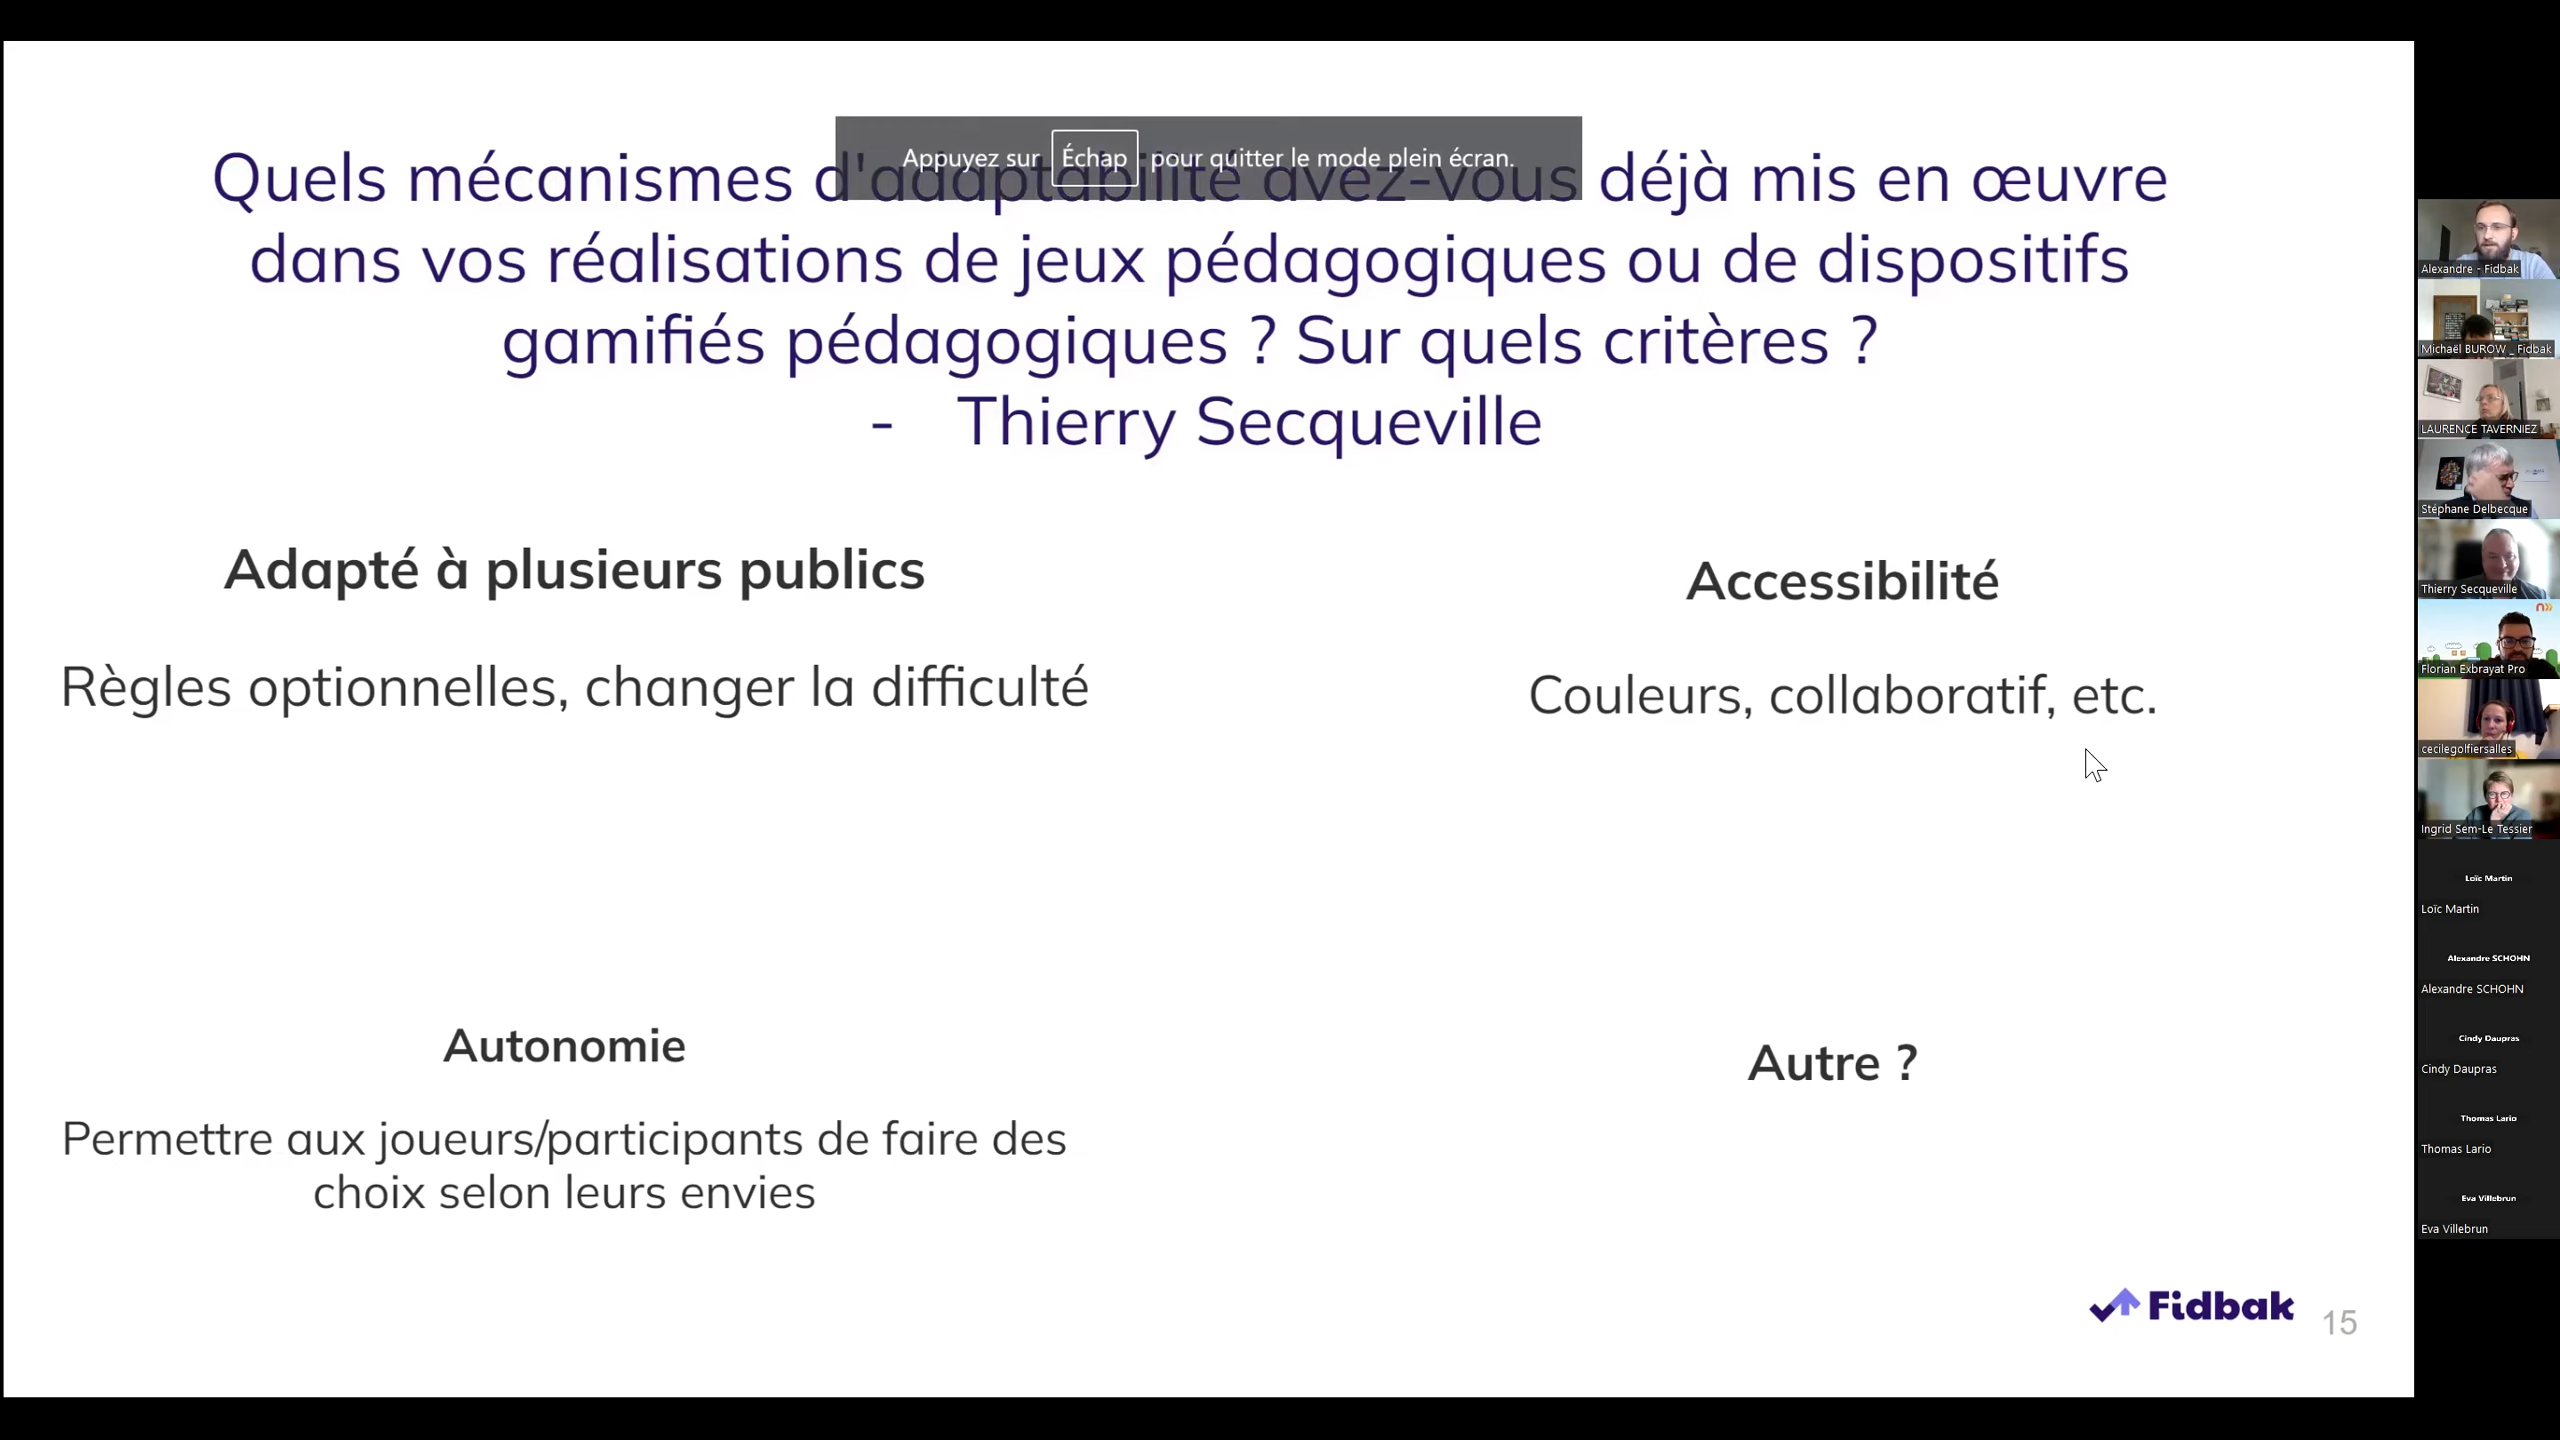 Appuyez sur Échap pour quitter le mode plein écran.
Quels mécanismes d'adaptabilité avez-vous déjà mis en œuvre
dans vos réalisations de jeux pédagogiques ou de dispositifs
gamifiés pédagogiques ? Sur quels critères ?
- Thierry Secqueville
Adapté à plusieurs publics
Règles optionnelles, changer la difficulté
Accessibilité
Couleurs, collaboratif, etc.
Autonomie
Permettre aux joueurs/participants de faire des
choix selon leurs envies
Autre ?
Fidbak
15
Alexandre - Fidbak
Michaël BUROW _ Fidbak
LAURENCE TAVERNIEZ
Stéphane Delbecque
Thierry Secqueville
Florian Exbrayat Pro
cecilegolfiersalles
Ingrid Sem-Le Tessier
Loïc Martin
Loïc Martin
Alexandre SCHOHN
Alexandre SCHOHN
Cindy Daupras
Cindy Daupras
Thomas Lario
Thomas Lario
Eva Villebrun
Eva Villebrun